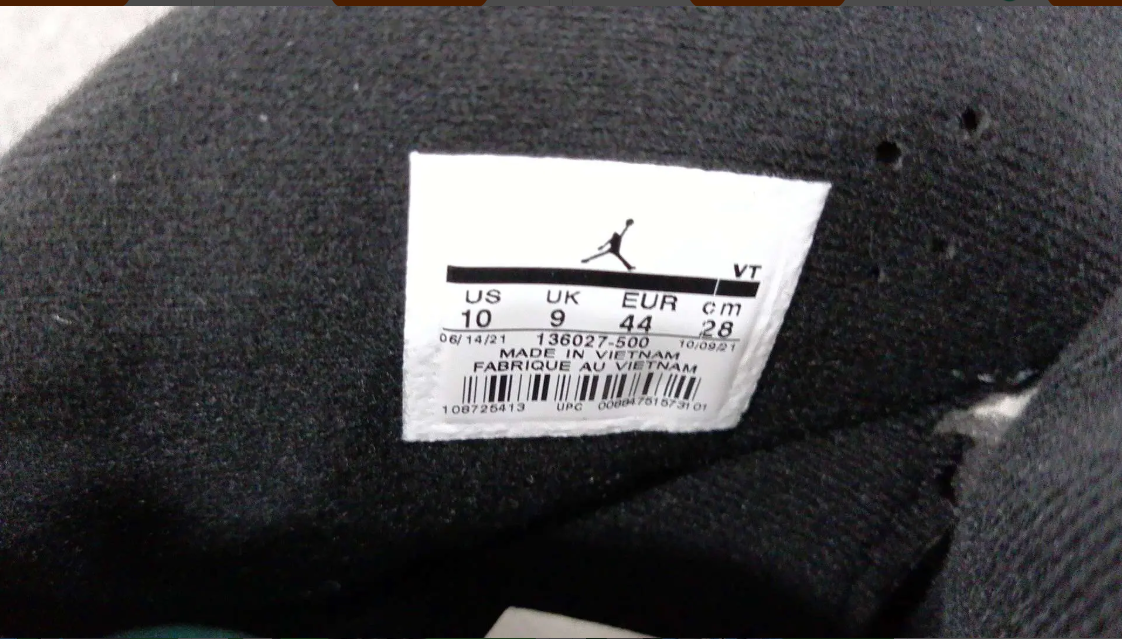 VT
US UK EUR cm
10 9 44 28
06/14/21 136027-500 10/09/21
MADE IN VIETNAM
FABRIQUE AU VIETNAM
108725413 UPC 00884751573101